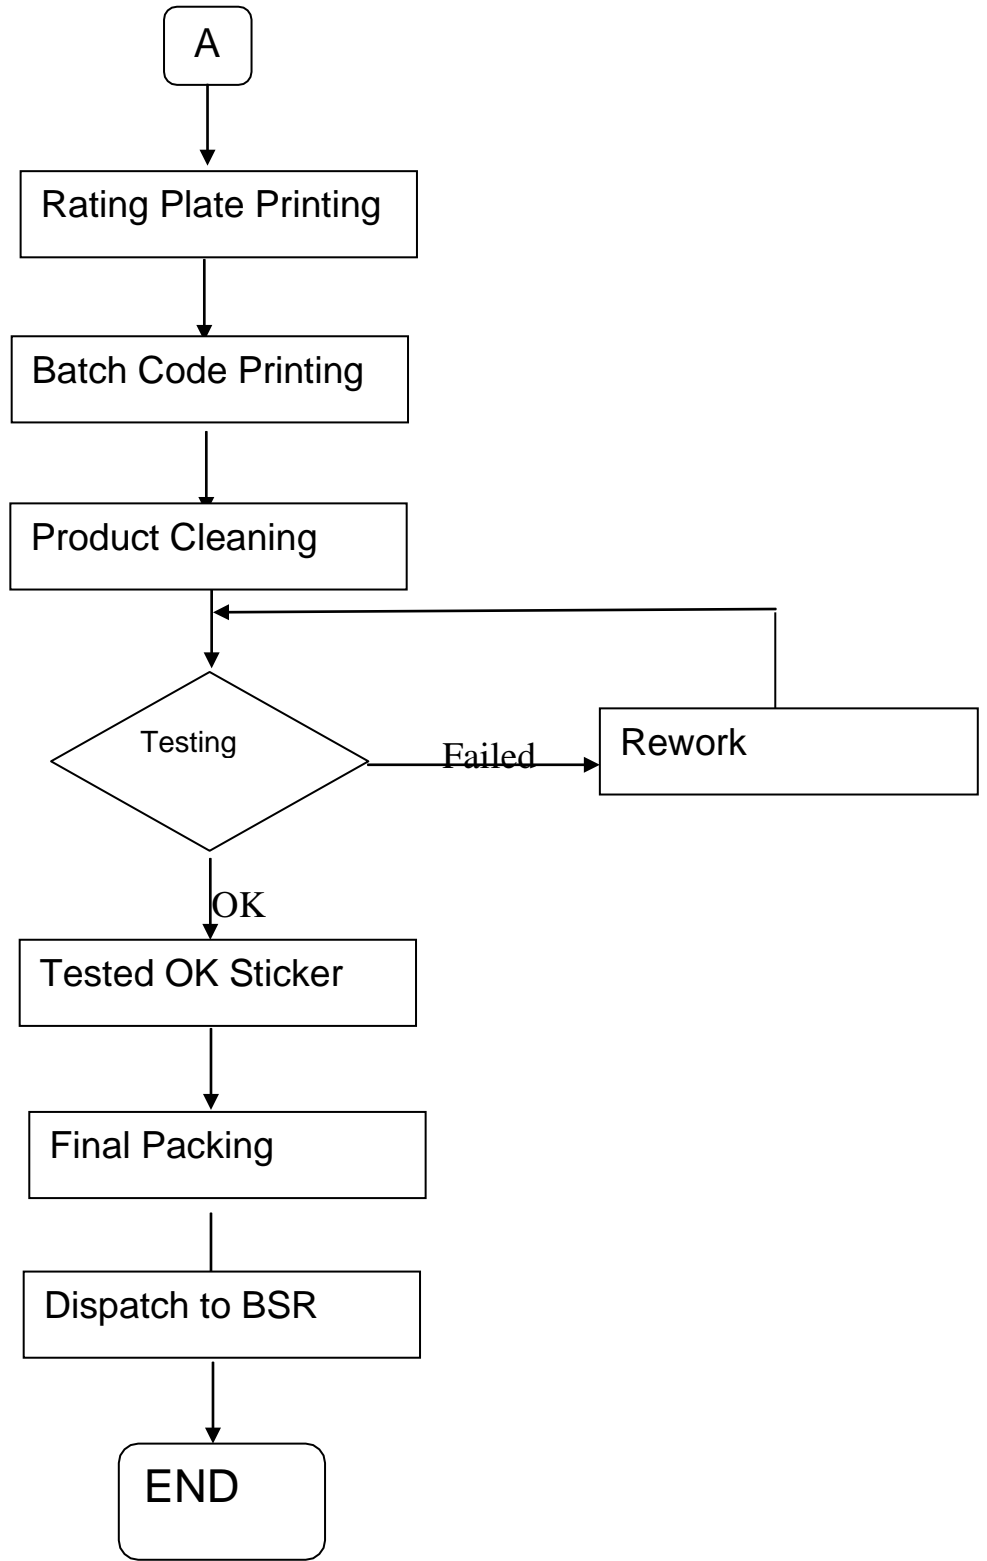 A
Rating Plate Printing
Batch Code Printing
Product Cleaning
Testing
Failed
Rework
OK
Tested OK Sticker
Final Packing
Dispatch to BSR
END